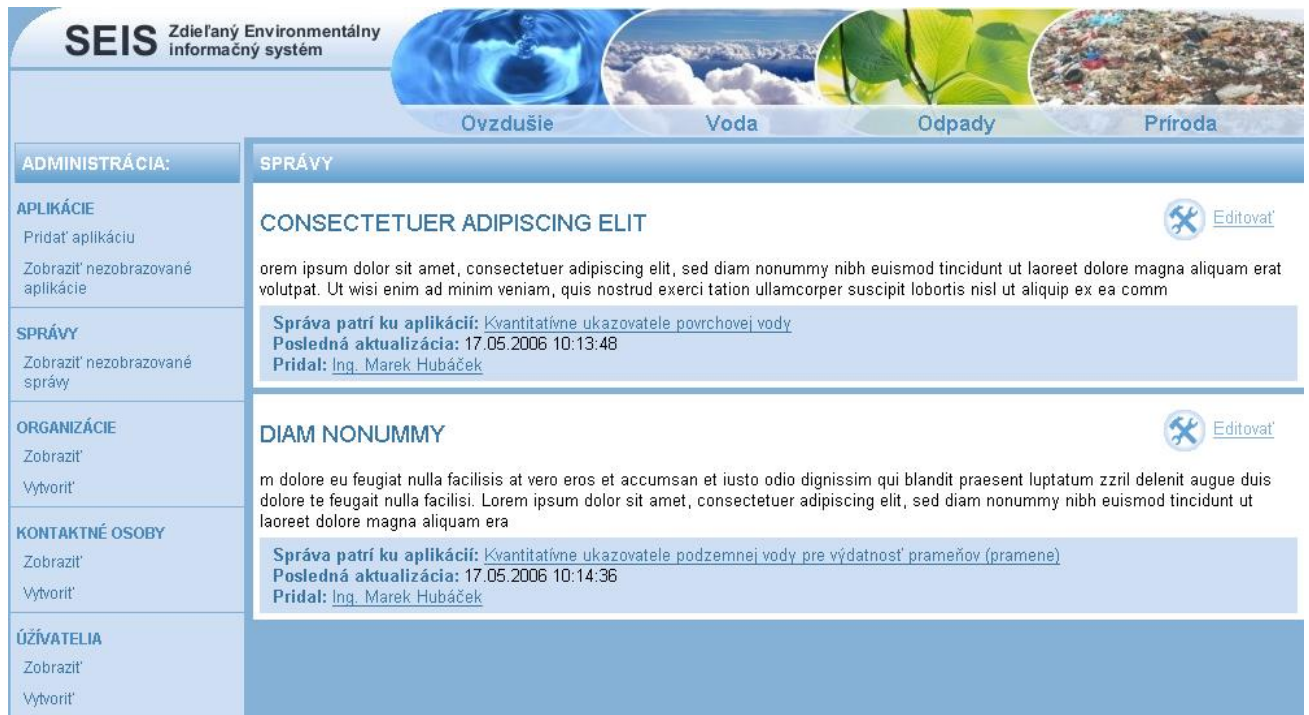 SEIS Zdieľaný Environmentálny
informačný systém
Ovzdušie Voda Odpady Príroda
ADMINISTRÁCIA:
APLIKÁCIE
Pridať aplikáciu
Zobraziť nezobrazované
aplikácie
SPRÁVY
Zobraziť nezobrazované
správy
ORGANIZÁCIE
Zobraziť
Vytvoriť
KONTAKTNÉ OSOBY
Zobraziť
Vytvoriť
ÚŽÍVATELIA
Zobraziť
Vytvoriť
SPRÁVY
CONSECTETUER ADIPISCING ELIT
Editovať
orem ipsum dolor sit amet, consectetuer adipiscing elit, sed diam nonummy nibh euismod tincidunt ut laoreet dolore magna aliquam erat
volutpat. Ut wisi enim ad minim veniam, quis nostrud exerci tation ullamcorper suscipit lobortis nisl ut aliquip ex ea comm
Správa patrí ku aplikácií: Kvantitatívne ukazovatele povrchovej vody
Posledná aktualizácia: 17.05.2006 10:13:48
Pridal: Ing. Marek Hubáček
DIAM NONUMMY
Editovať
m dolore eu feugiat nulla facilisis at vero eros et accumsan et iusto odio dignissim qui blandit praesent luptatum zzril delenit augue duis
dolore te feugait nulla facilisi. Lorem ipsum dolor sit amet, consectetuer adipiscing elit, sed diam nonummy nibh euismod tincidunt ut
laoreet dolore magna aliquam era
Správa patrí ku aplikácií: Kvantitatívne ukazovatele podzemnej vody pre výdatnosť prameňov (pramene)
Posledná aktualizácia: 17.05.2006 10:14:36
Pridal: Ing. Marek Hubáček